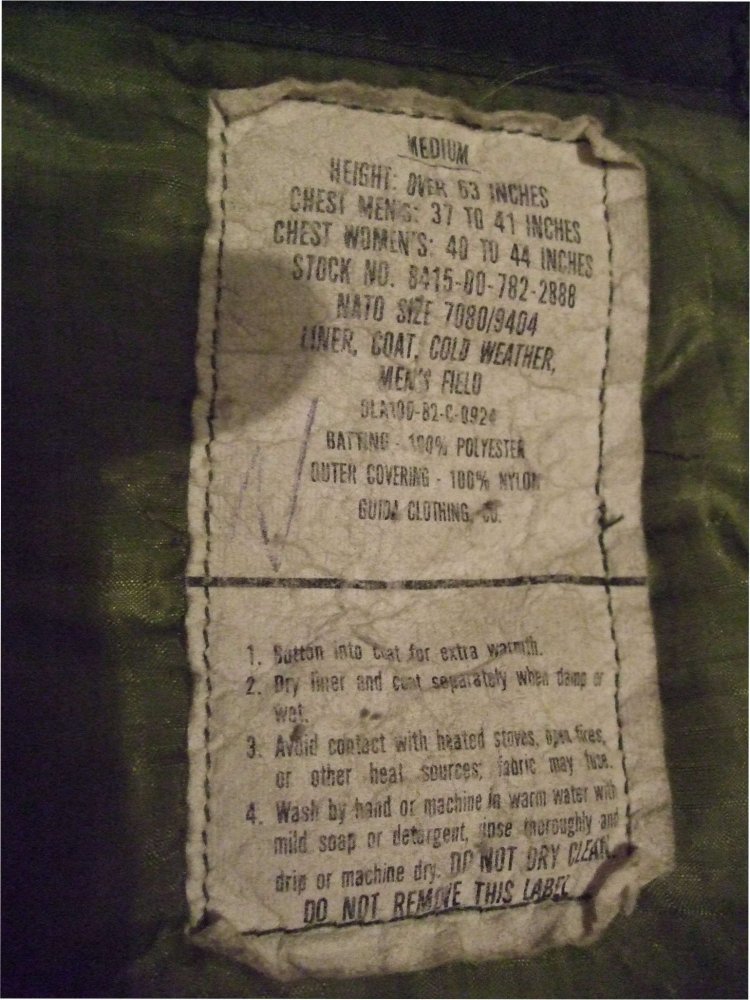 MEDIUM
HEIGHT: OVER 63 INCHES
CHEST MEN'S: 37 TO 41 INCHES
CHEST WOMEN'S: 40 TO 44 INCHES
STOCK NO. 8415-00-782-2888
NATO SIZE 7080/9404
LINER, COAT, COLD WEATHER,
MEN'S FIELD
DLA100-82-C-0924
BATTING - 100% POLYESTER
OUTER COVERING - 100% NYLON
GUIDA CLOTHING, CO.
1. Button into coat for extra warmth.
2. Dry liner and coat separately when damp or
wet.
3. Avoid contact with heated stoves, open fires,
or other heat sources; fabric may fuse.
4. Wash by hand or machine in warm water with
mild soap or detergent, rinse thoroughly and
drip or machine dry. DO NOT DRY CLEAN.
DO NOT REMOVE THIS LABEL